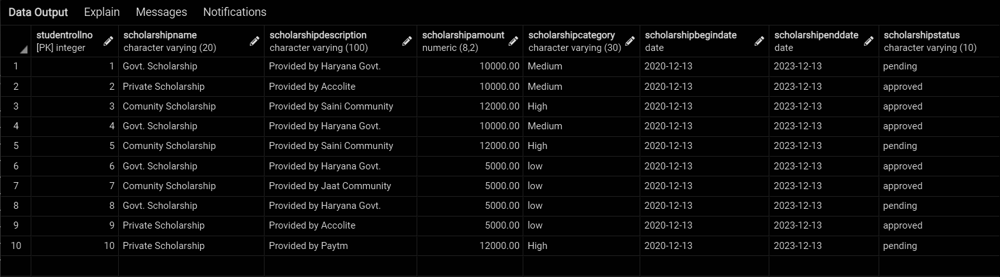 Data Output Explain Messages Notifications
studentrollno scholarshipname scholarshipdescription scholarshipamount scholarshipcategory scholarshipbegindate scholarshipenddate scholarshipstatus
[PK] integer character varying (20) character varying (100) numeric (8,2) character varying (30) date date character varying (10)
1 1 Govt. Scholarship Provided by Haryana Govt. 10000.00 Medium 2020-12-13 2023-12-13 pending
2 2 Private Scholarship Provided by Accolite 10000.00 Medium 2020-12-13 2023-12-13 approved
3 3 Comunity Scholarship Provided by Saini Community 12000.00 High 2020-12-13 2023-12-13 approved
4 4 Govt. Scholarship Provided by Haryana Govt. 10000.00 Medium 2020-12-13 2023-12-13 approved
5 5 Comunity Scholarship Provided by Saini Community 12000.00 High 2020-12-13 2023-12-13 pending
6 6 Govt. Scholarship Provided by Haryana Govt. 5000.00 low 2020-12-13 2023-12-13 approved
7 7 Comunity Scholarship Provided by Jaat Community 5000.00 low 2020-12-13 2023-12-13 approved
8 8 Govt. Scholarship Provided by Haryana Govt. 5000.00 low 2020-12-13 2023-12-13 pending
9 9 Private Scholarship Provided by Accolite 5000.00 low 2020-12-13 2023-12-13 approved
10 10 Private Scholarship Provided by Paytm 12000.00 High 2020-12-13 2023-12-13 pending